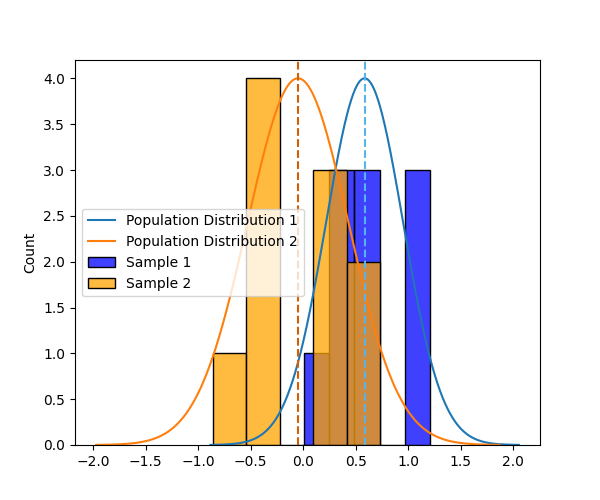 4.0
3.5
3.0
2.5
2.0
1.5
1.0
0.5
0.0
Count
Population Distribution 1
Population Distribution 2
Sample 1
Sample 2
−2.0 −1.5 −1.0 −0.5 0.0 0.5 1.0 1.5 2.0